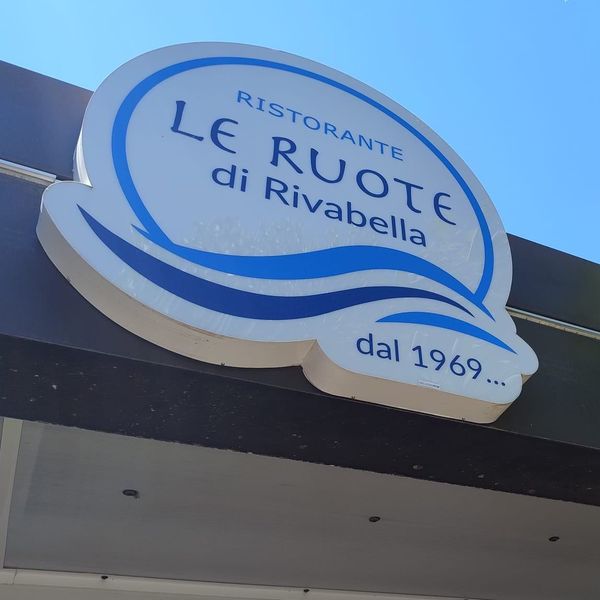 RISTORANTE
LE RUOTE
di Rivabella
dal 1969...